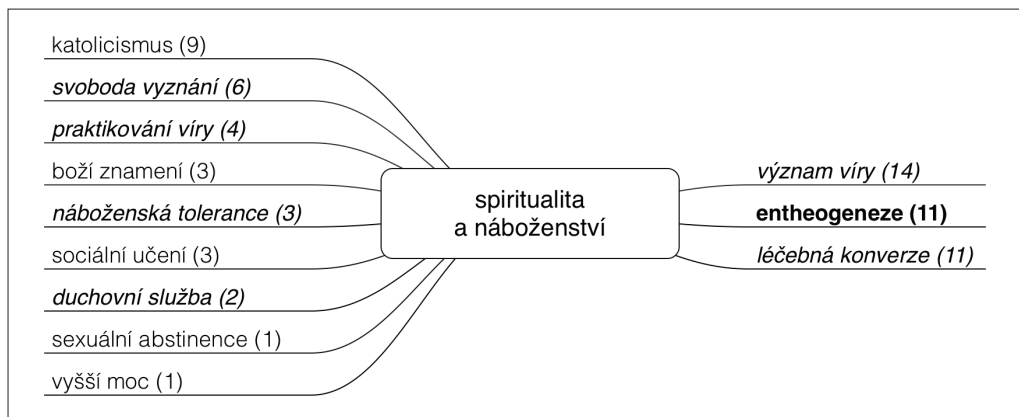 katolicismus (9)
svoboda vyznání (6)
praktikování víry (4)
boží znamení (3)
náboženská tolerance (3)
sociální učení (3)
duchovní služba (2)
sexuální abstinence (1)
vyšší moc (1)
spiritualita
a náboženství
význam víry (14)
entheogeneze (11)
léčebná konverze (11)